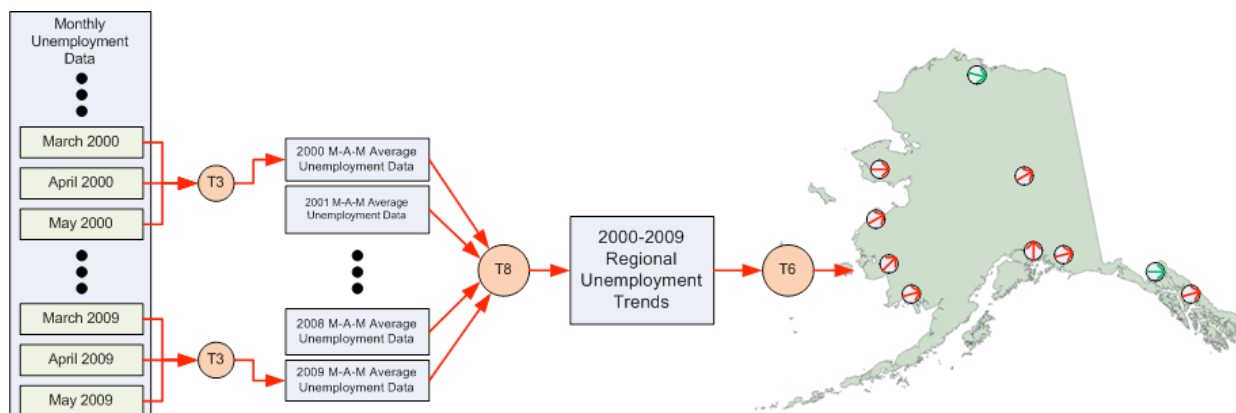 Monthly
Unemployment
Data
March 2000
April 2000
May 2000
March 2009
April 2009
May 2009
T3
T3
2000 M-A-M Average
Unemployment Data
2001 M-A-M Average
Unemployment Data
2008 M-A-M Average
Unemployment Data
2009 M-A-M Average
Unemployment Data
T8
2000-2009
Regional
Unemployment
Trends
T6